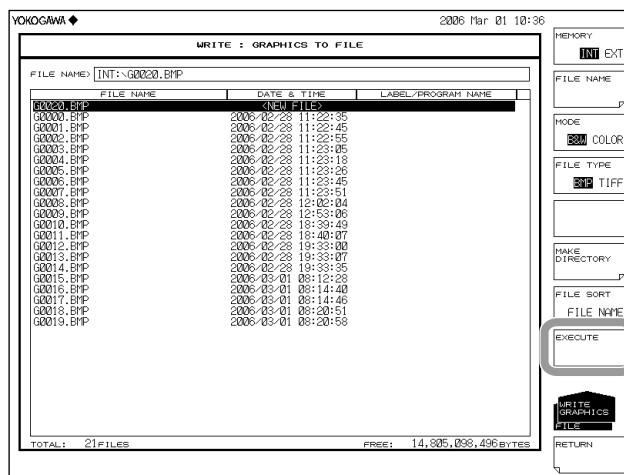 YOKOGAWA ◆ 2006 Mar 01 10:36
WRITE : GRAPHICS TO FILE
FILE NAME> INT:\G0020.BMP
FILE NAME DATE & TIME LABEL/PROGRAM NAME
G0020.BMP <NEW FILE>
G0000.BMP 2006/02/28 11:22:35
G0001.BMP 2006/02/28 11:22:45
G0002.BMP 2006/02/28 11:22:55
G0003.BMP 2006/02/28 11:23:05
G0004.BMP 2006/02/28 11:23:18
G0005.BMP 2006/02/28 11:23:26
G0006.BMP 2006/02/28 11:23:45
G0007.BMP 2006/02/28 11:23:51
G0008.BMP 2006/02/28 12:02:04
G0009.BMP 2006/02/28 12:53:06
G0010.BMP 2006/02/28 18:39:49
G0011.BMP 2006/02/28 18:40:07
G0012.BMP 2006/02/28 19:33:00
G0013.BMP 2006/02/28 19:33:07
G0014.BMP 2006/02/28 19:33:35
G0015.BMP 2006/03/01 08:12:28
G0016.BMP 2006/03/01 08:14:40
G0017.BMP 2006/03/01 08:14:46
G0018.BMP 2006/03/01 08:20:51
G0019.BMP 2006/03/01 08:20:58
TOTAL: 21FILES FREE: 14,805,098,496BYTES
MEMORY
INT EXT
FILE NAME
MODE
B&W COLOR
FILE TYPE
BMP TIFF
MAKE
DIRECTORY
FILE SORT
FILE NAME
EXECUTE
WRITE
GRAPHICS
FILE
RETURN